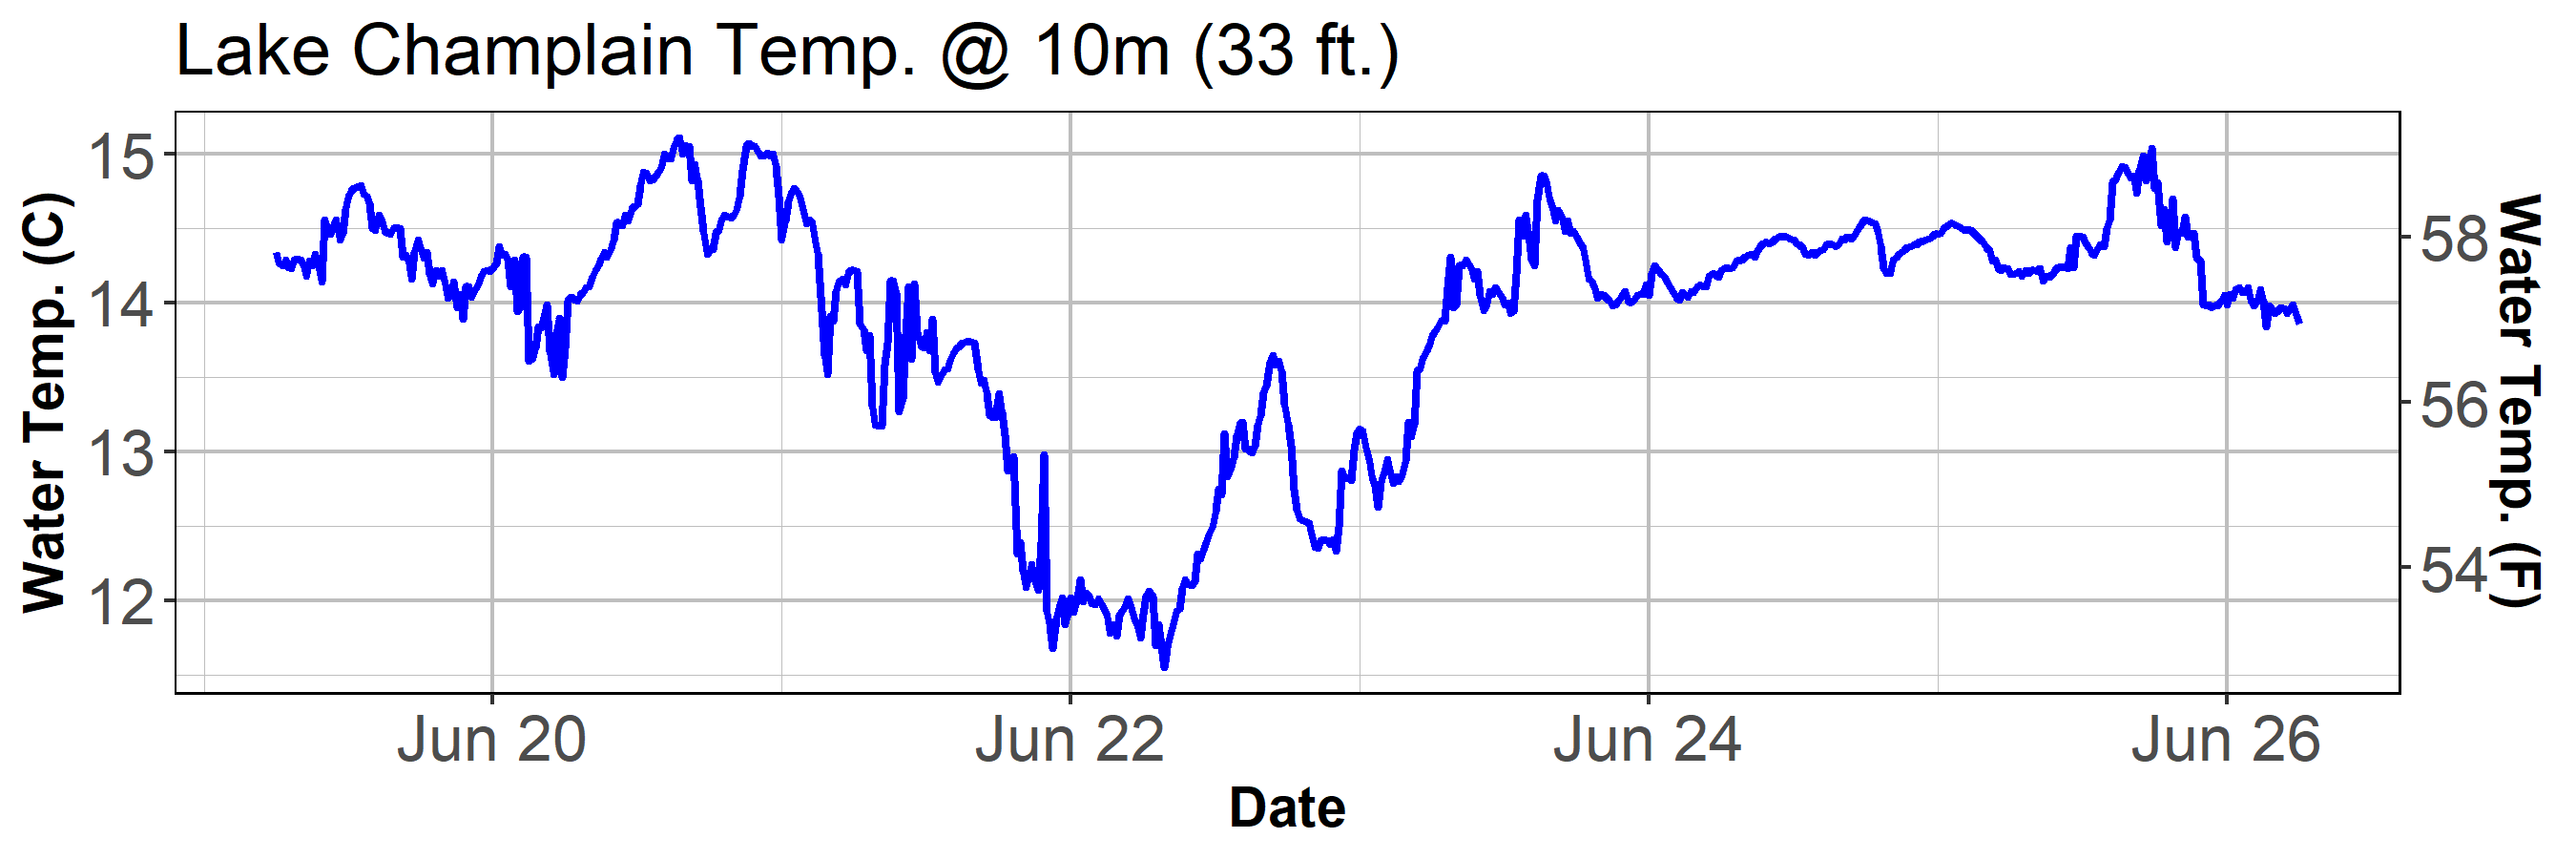 Lake Champlain Temp. @ 10m (33 ft.)
Water Temp. (C)
15
14
13
12
58
56
54
Water Temp. (F)
Jun 20 Jun 22 Jun 24 Jun 26
Date